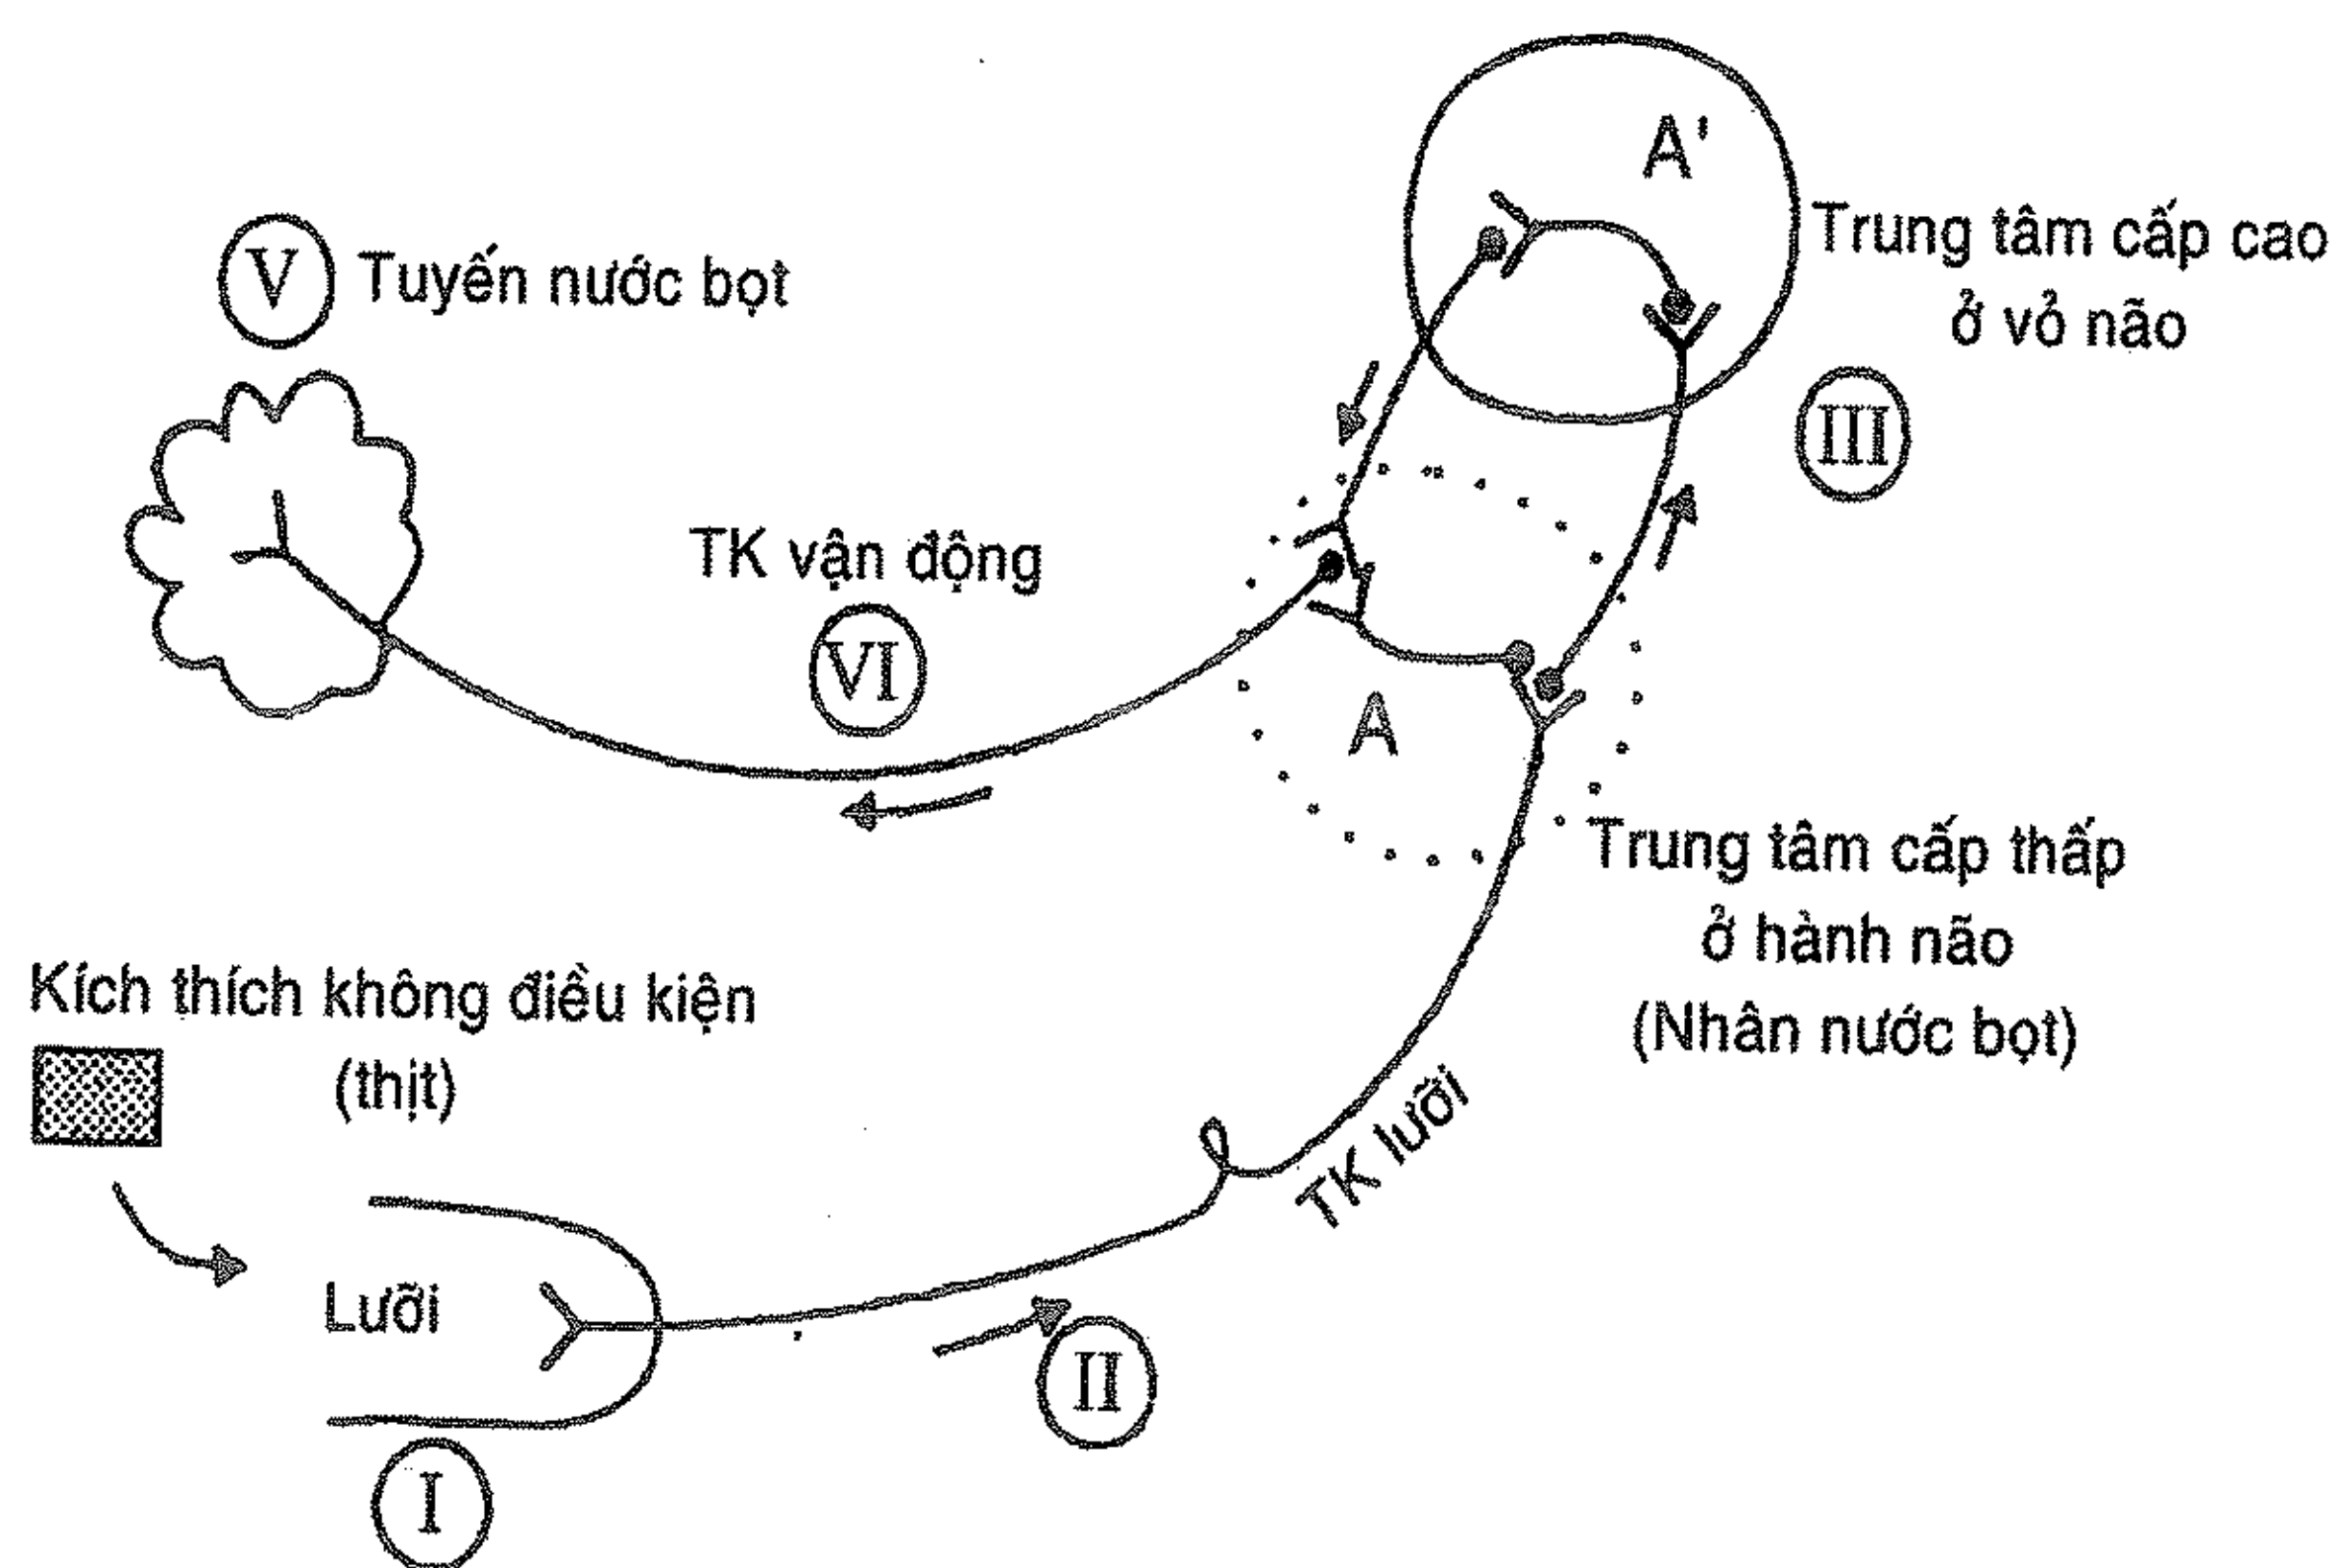 A'
Trung tâm cấp cao
ở vỏ não
III
V Tuyến nước bọt
TK vận động
VI
A
Trung tâm cấp thấp
ở hành não
(Nhân nước bọt)
Kích thích không điều kiện
(thịt)
TK lưỡi
Lưỡi
II
I